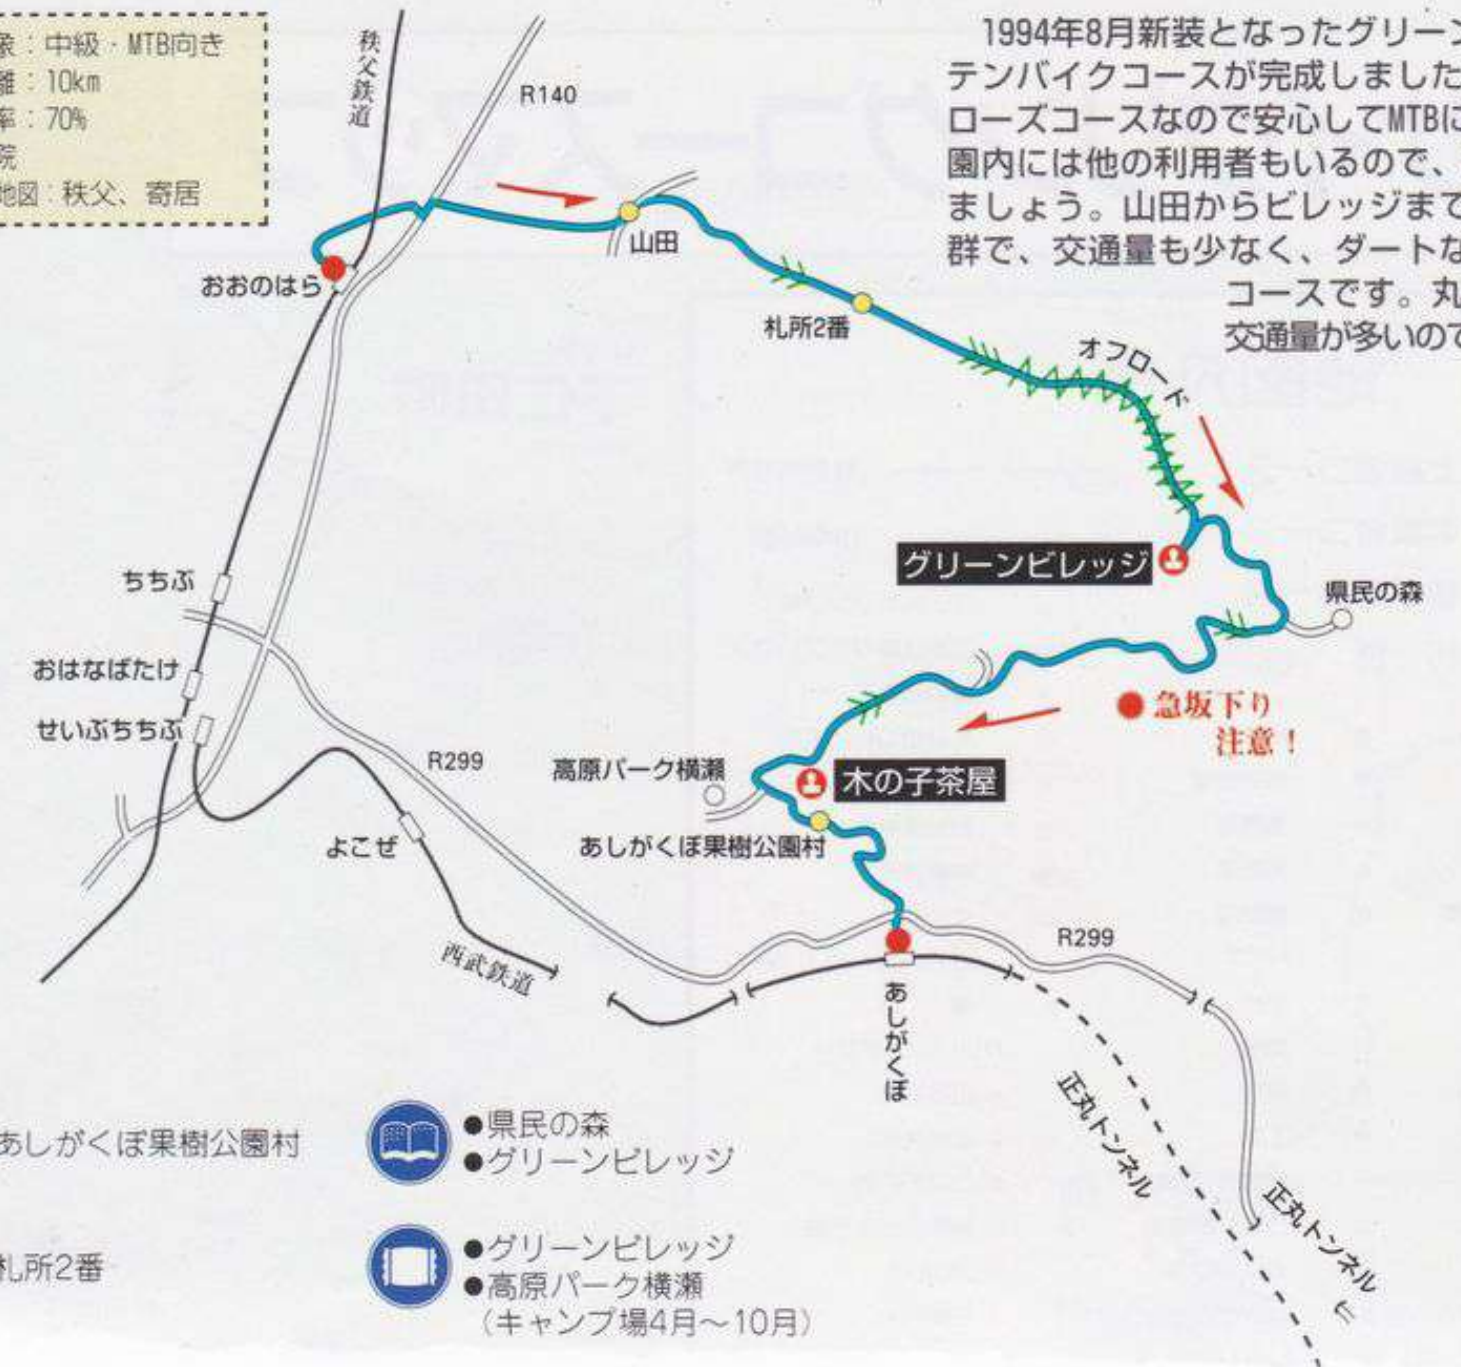 象：中級・MTB向き
離：10km
率：70%
院
地図：秩父、寄居
1994年8月新装となったグリーン
テンバイクコースが完成しました
ローズコースなので安心してMTBに
園内には他の利用者もいるので、
ましょう。山田からビレッジまで
群で、交通量も少なく、ダートな
コースです。丸
交通量が多いので
秩父鉄道
R140
山田
おおのはら
札所2番
オフロード
グリーンビレッジ
県民の森
ちちぶ
おはなばたけ
せいぶちちぶ
●急坂下り
注意！
R299
高原パーク横瀬
木の子茶屋
よこぜ
あしがくぼ果樹公園村
西武鉄道
R299
あしがくぼ
正丸トンネル
正丸トンネル
あしがくぼ果樹公園村
●県民の森
●グリーンビレッジ
札所2番
●グリーンビレッジ
●高原パーク横瀬
（キャンプ場4月～10月）